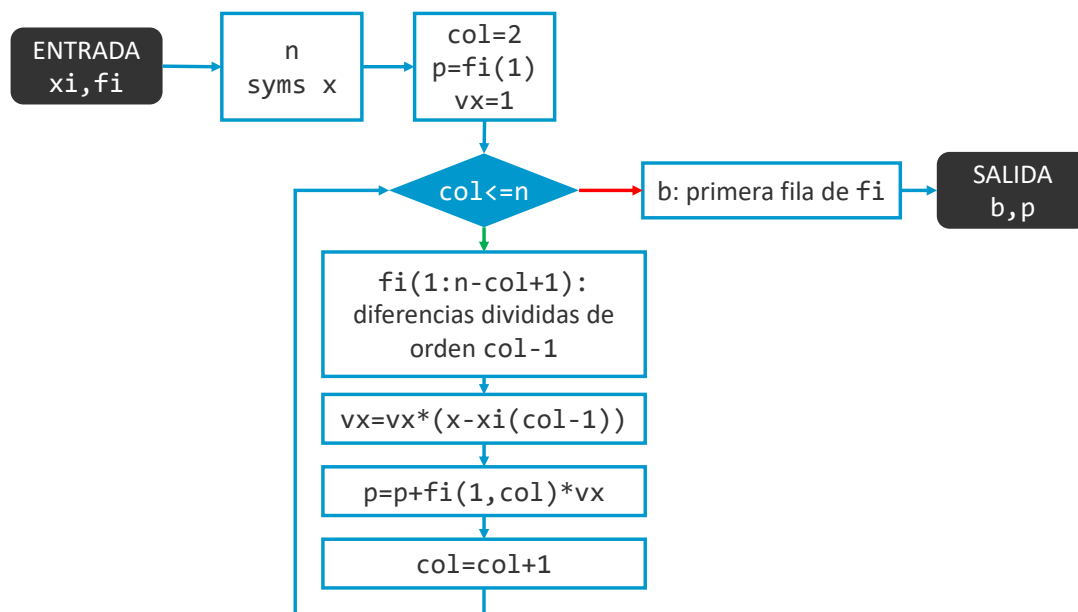 ENTRADA
xi,fi
n
syms x
col=2
p=fi(1)
vx=1
col<=n
b: primera fila de fi
SALIDA
b,p
fi(1:n-col+1):
diferencias divididas de
orden col-1
vx=vx*(x-xi(col-1))
p=p+fi(1,col)*vx
col=col+1